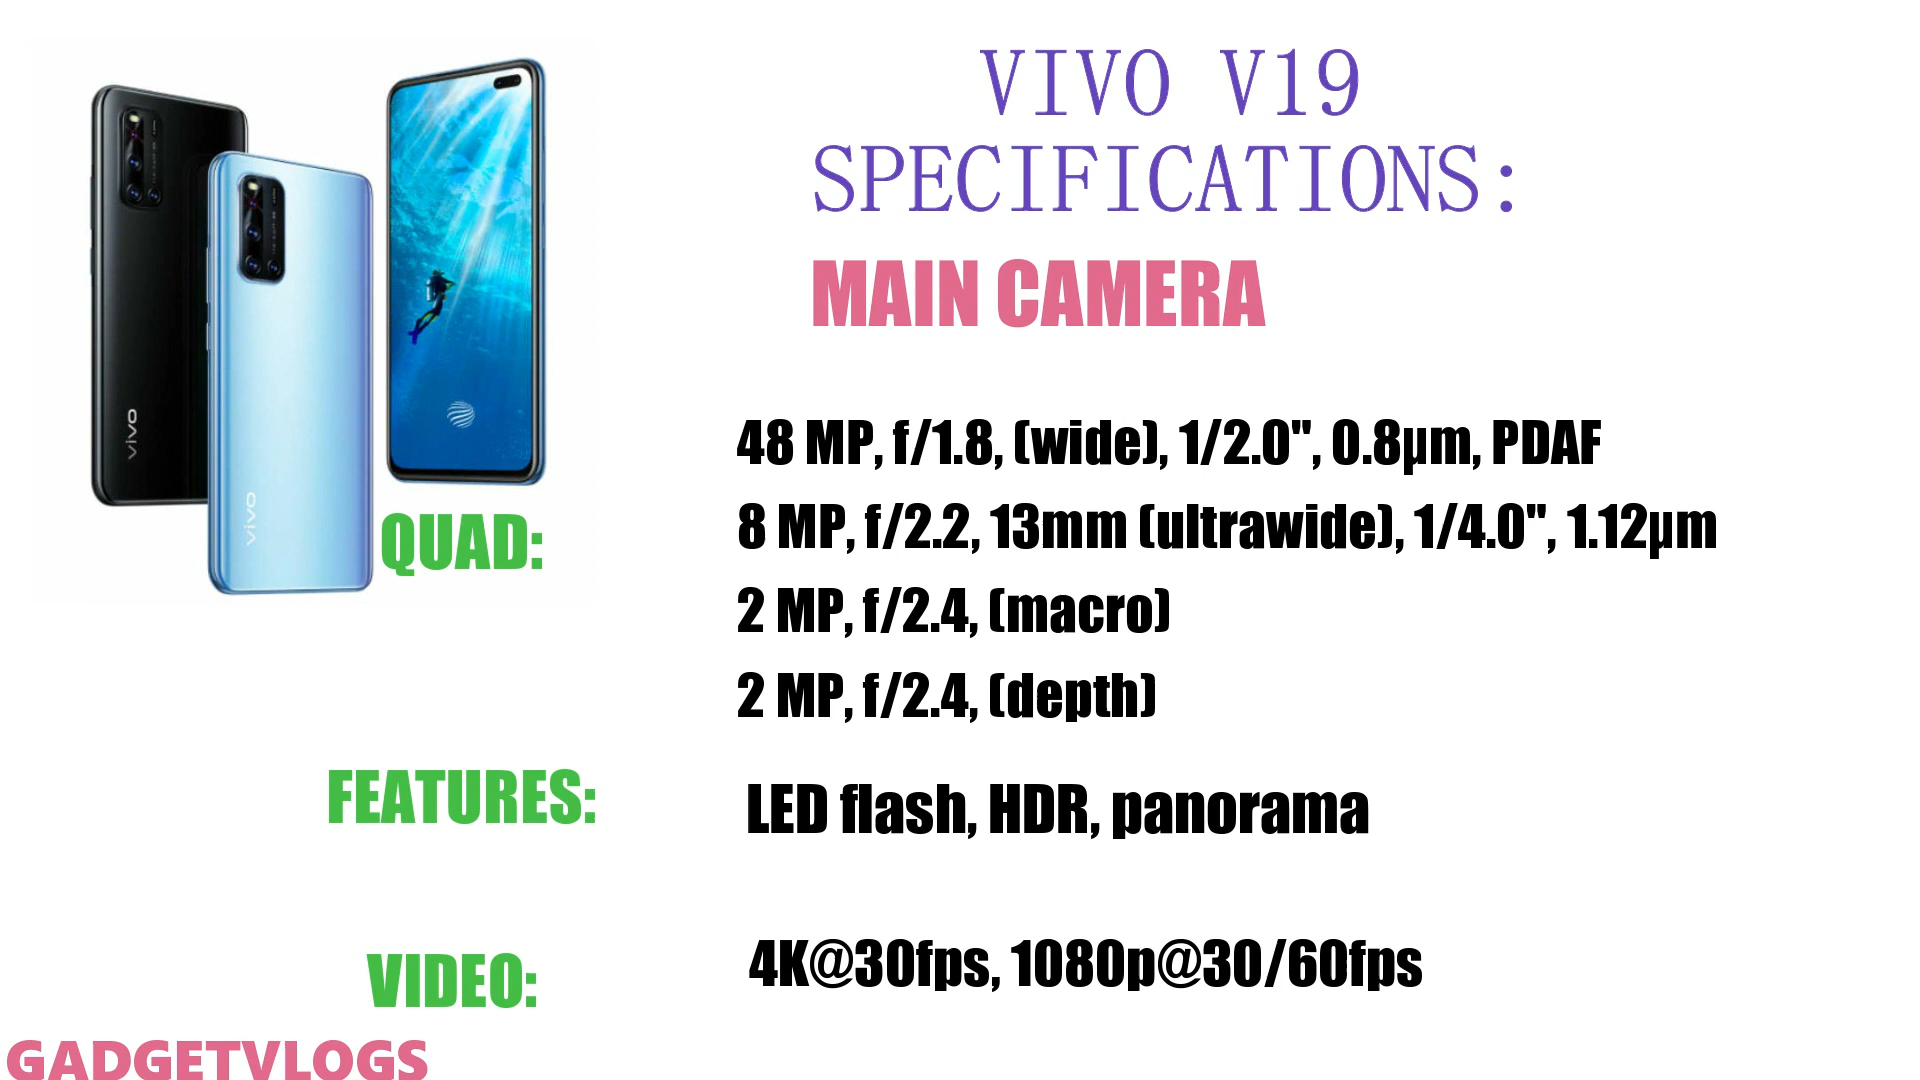 VIVO V19
SPECIFICATIONS:
MAIN CAMERA
vivo
vivo
QUAD:
48 MP, f/1.8, (wide), 1/2.0", 0.8µm, PDAF
8 MP, f/2.2, 13mm (ultrawide), 1/4.0", 1.12µm
2 MP, f/2.4, (macro)
2 MP, f/2.4, (depth)
FEATURES:
LED flash, HDR, panorama
VIDEO:
4K@30fps, 1080p@30/60fps
GADGETVLOGS